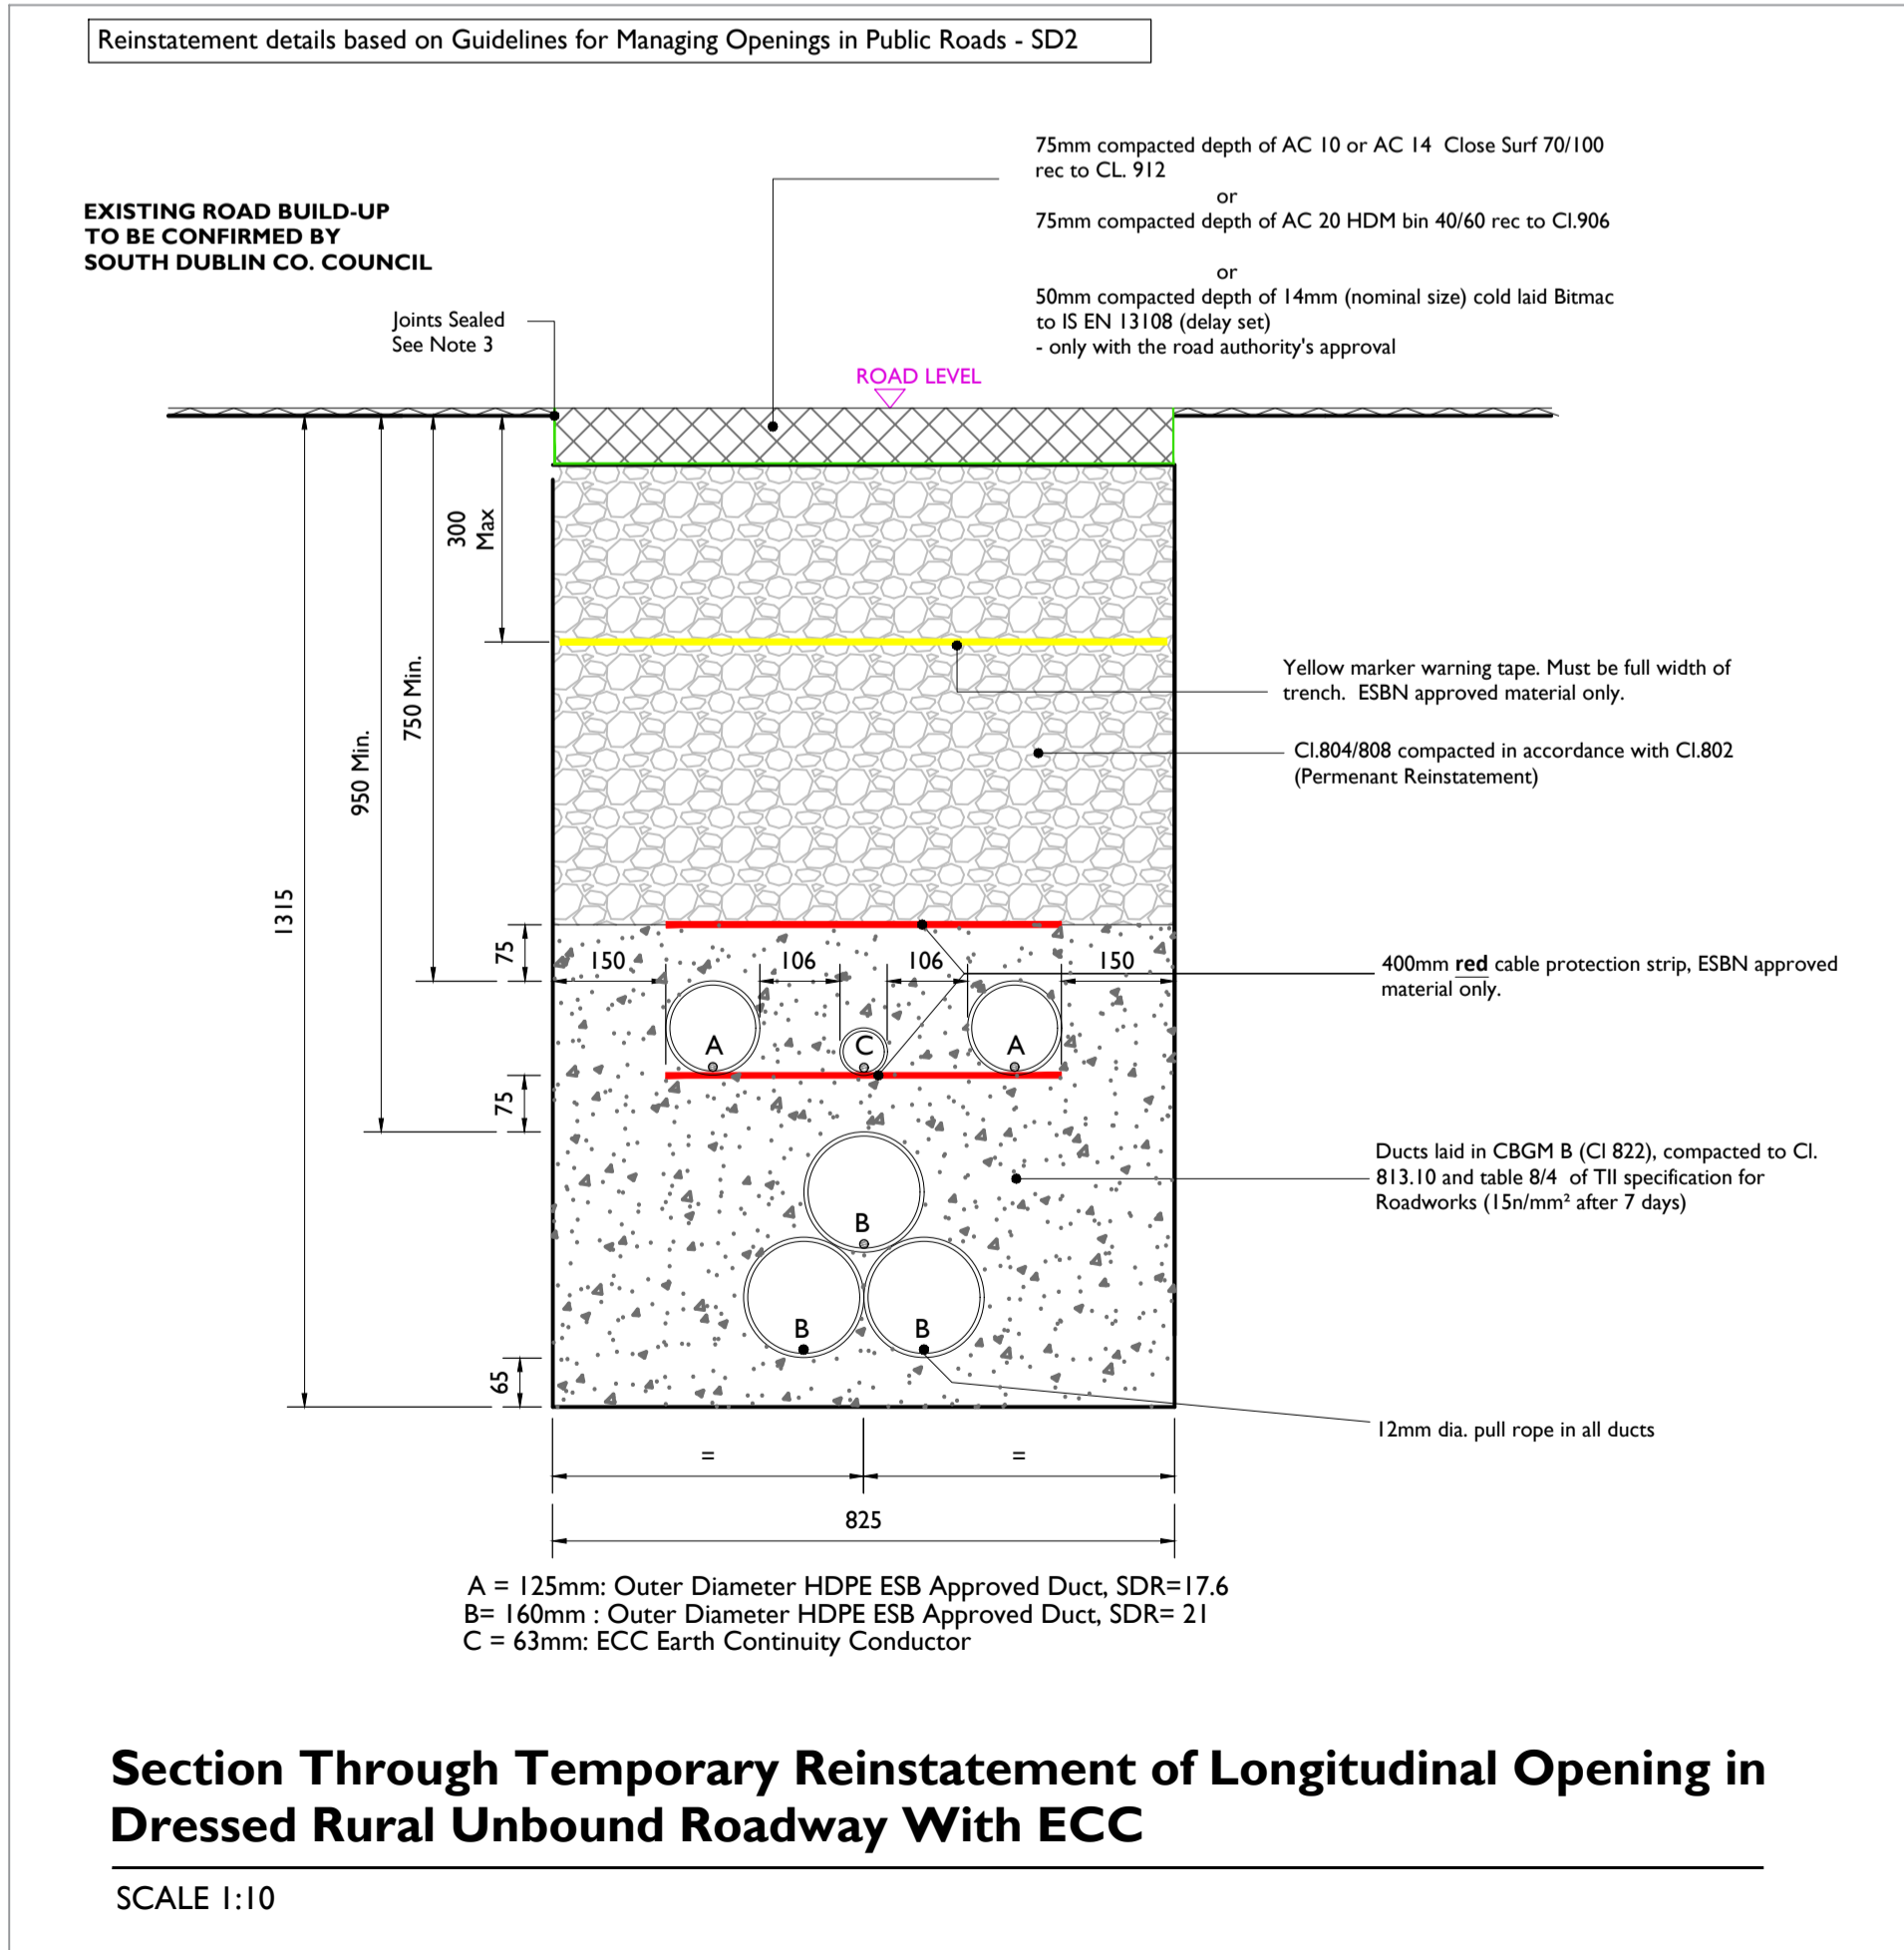 Reinstatement details based on Guidelines for Managing Openings in Public Roads - SD2
75mm compacted depth of AC 10 or AC 14  Close Surf 70/100
rec to CL. 912
or
75mm compacted depth of AC 20 HDM bin 40/60 rec to Cl.906
or
50mm compacted depth of 14mm (nominal size) cold laid Bitmac
to IS EN 13108 (delay set)
- only with the road authority's approval
EXISTING ROAD BUILD-UP
TO BE CONFIRMED BY
SOUTH DUBLIN CO. COUNCIL
Joints Sealed
See Note 3
ROAD LEVEL
300
Max
750 Min.
950 Min.
1315
Yellow marker warning tape. Must be full width of
trench.  ESBN approved material only.
Cl.804/808 compacted in accordance with Cl.802
(Permenant Reinstatement)
75
150
106
106
150
400mm red cable protection strip, ESBN approved
material only.
A
C
A
75
Ducts laid in CBGM B (Cl 822), compacted to Cl.
813.10 and table 8/4  of TII specification for
Roadworks (15n/mm² after 7 days)
B
B
B
65
12mm dia. pull rope in all ducts
=
=
825
A = 125mm: Outer Diameter HDPE ESB Approved Duct, SDR=17.6
B= 160mm : Outer Diameter HDPE ESB Approved Duct, SDR= 21
C = 63mm: ECC Earth Continuity Conductor
Section Through Temporary Reinstatement of Longitudinal Opening in
Dressed Rural Unbound Roadway With ECC
SCALE 1:10